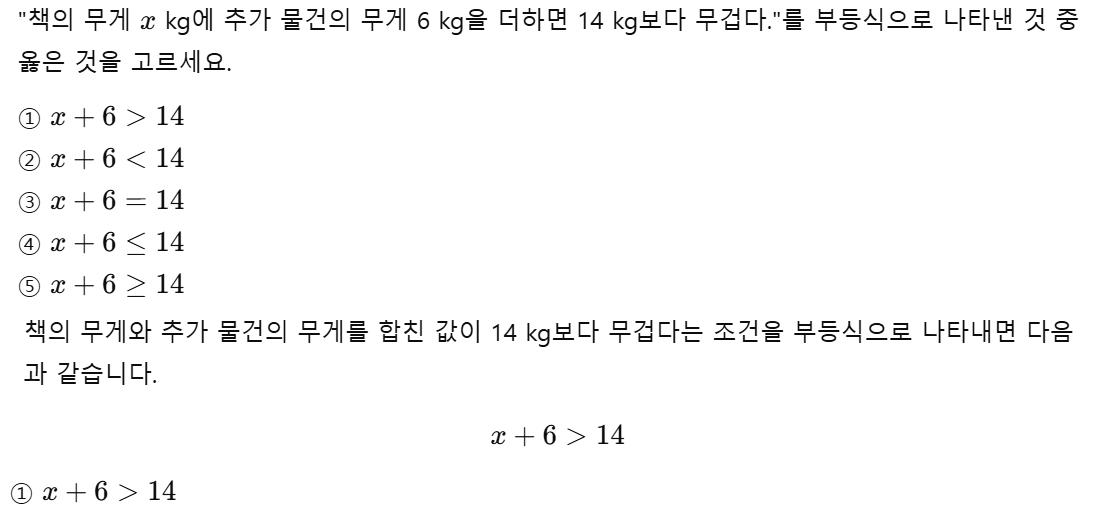 "책의 무게 x kg에 추가 물건의 무게 6 kg을 더하면 14 kg보다 무겁다."를 부등식으로 나타낸 것 중
옳은 것을 고르세요.
① x + 6 > 14
② x + 6 < 14
③ x + 6 = 14
④ x + 6 ≤ 14
⑤ x + 6 ≥ 14
책의 무게와 추가 물건의 무게를 합친 값이 14 kg보다 무겁다는 조건을 부등식으로 나타내면 다음
과 같습니다.
x + 6 > 14
① x + 6 > 14